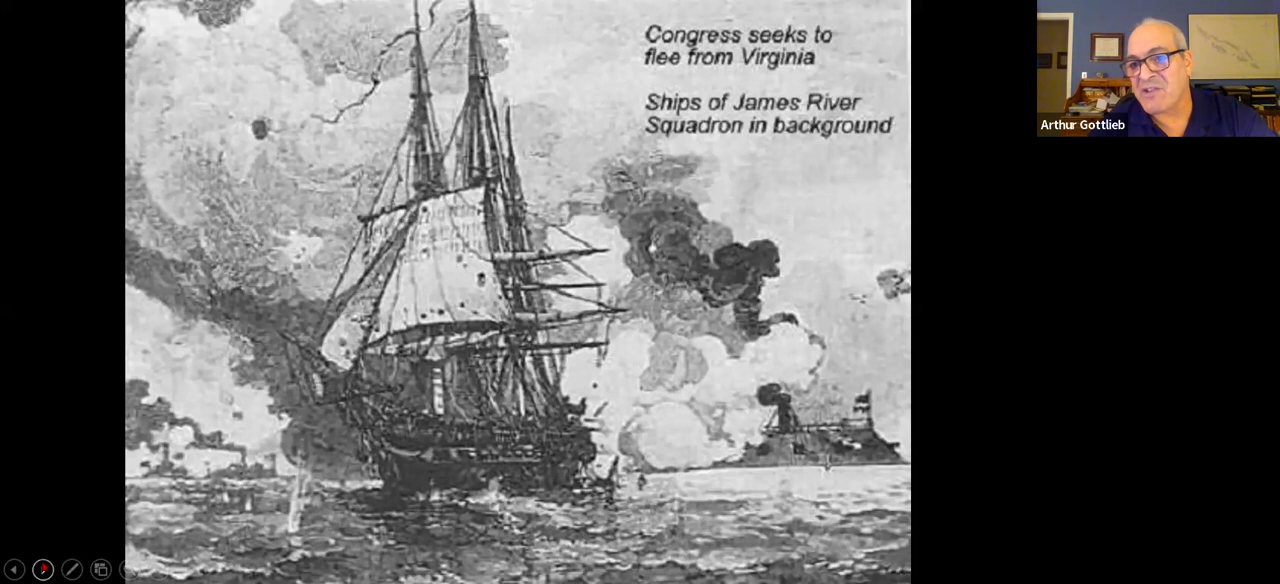 Congress seeks to
flee from Virginia
Ships of James River
Squadron in background
Arthur Gottlieb